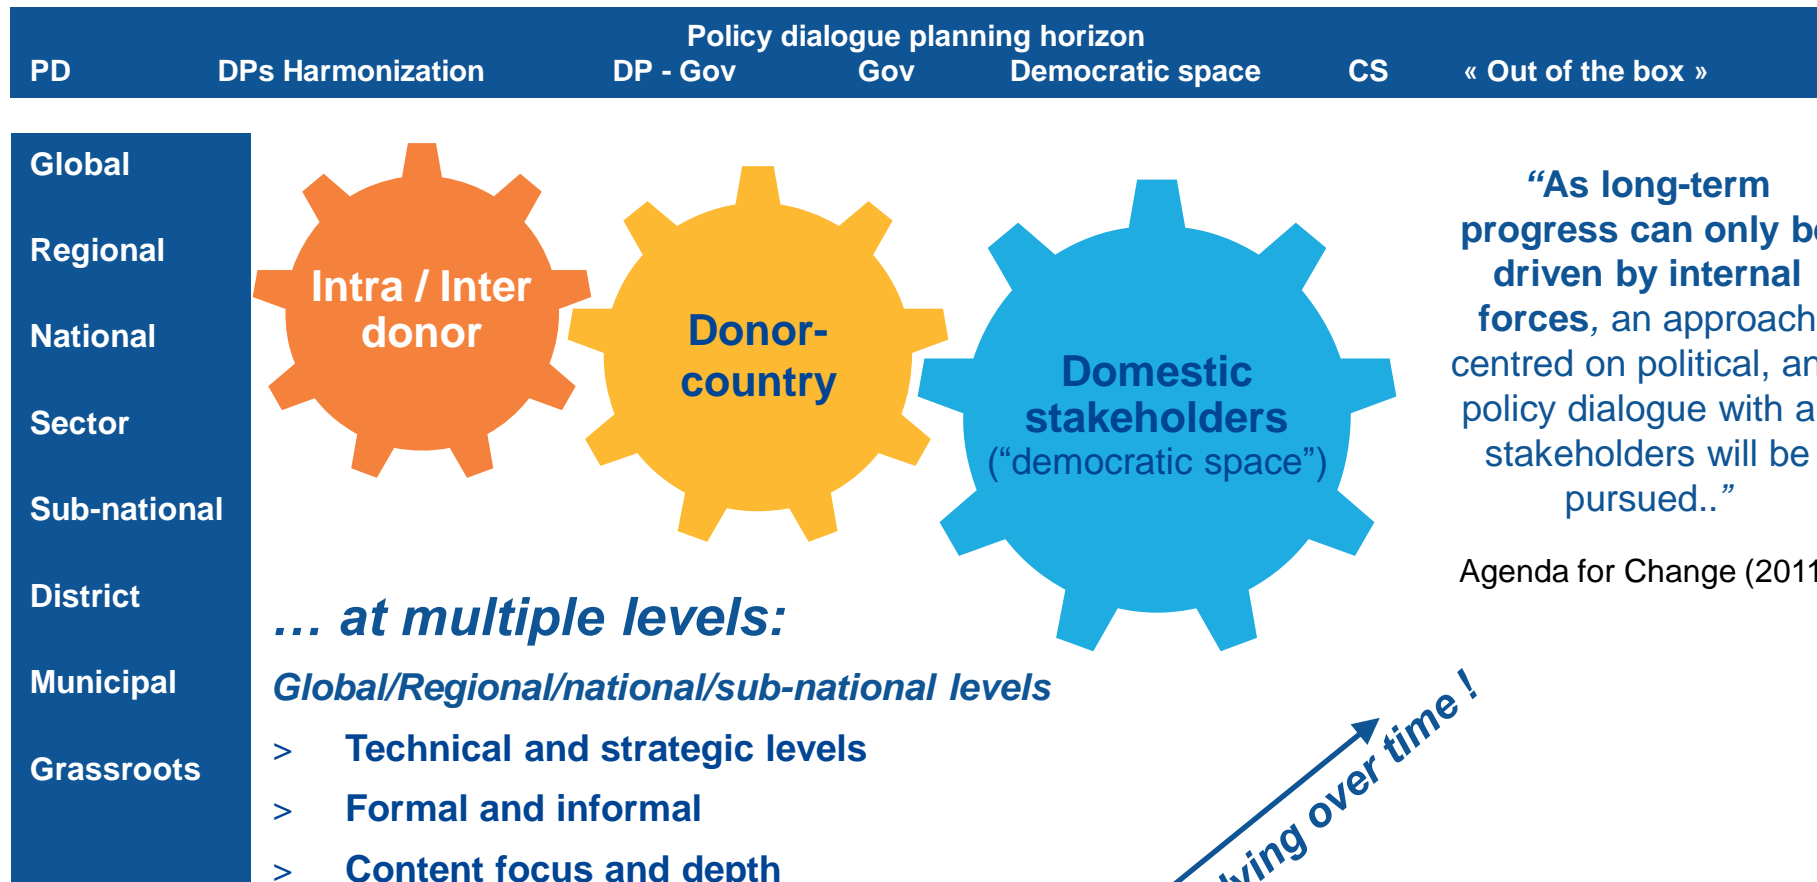 Policy dialogue planning horizon
PD DPs Harmonization DP - Gov Gov Democratic space CS « Out of the box »
Global
Regional
National
Sector
Sub-national
District
Municipal
Grassroots
Intra / Inter
donor
Donor-
country
Domestic
stakeholders
(“democratic space”)
“As long-term
progress can only
driven by internal
forces, an approach
centred on political,
policy dialogue with
stakeholders will be
pursued..”
Agenda for Change (2011
… at multiple levels:
Global/Regional/national/sub-national levels
> Technical and strategic levels
> Formal and informal
> Content focus and depth
over time !